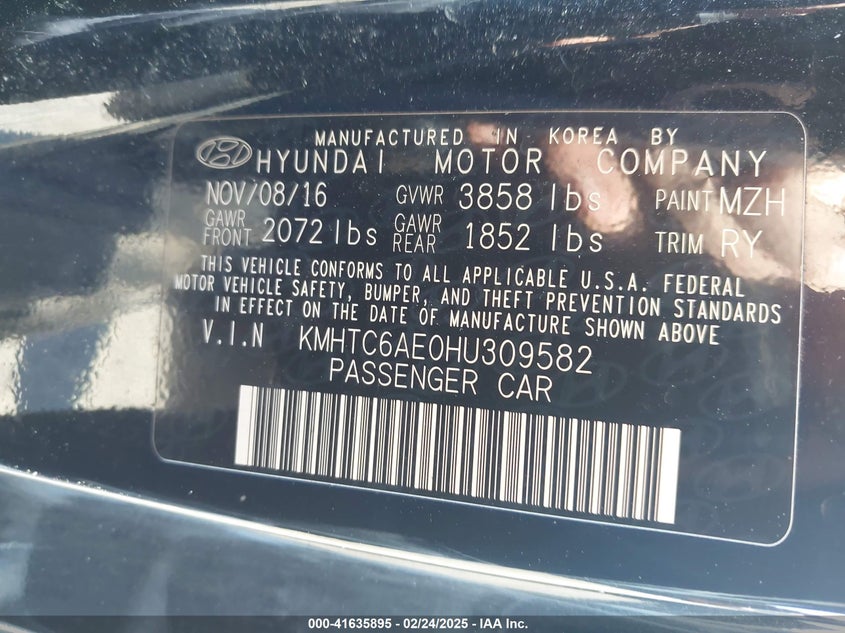 MANUFACTURED IN KOREA BY
HYUNDAI MOTOR COMPANY
NOV/08/16 GVWR 3858 lbs PAINT MZH
GAWR FRONT 2072 lbs GAWR REAR 1852 lbs TRIM RY
THIS VEHICLE CONFORMS TO ALL APPLICABLE U.S.A. FEDERAL
MOTOR VEHICLE SAFETY, BUMPER, AND THEFT PREVENTION STANDARDS
IN EFFECT ON THE DATE OF MANUFACTURE SHOWN ABOVE
V.I.N KMHTC6AE0HU309582
PASSENGER CAR
000-41635895 - 02/24/2025 - IAA Inc.